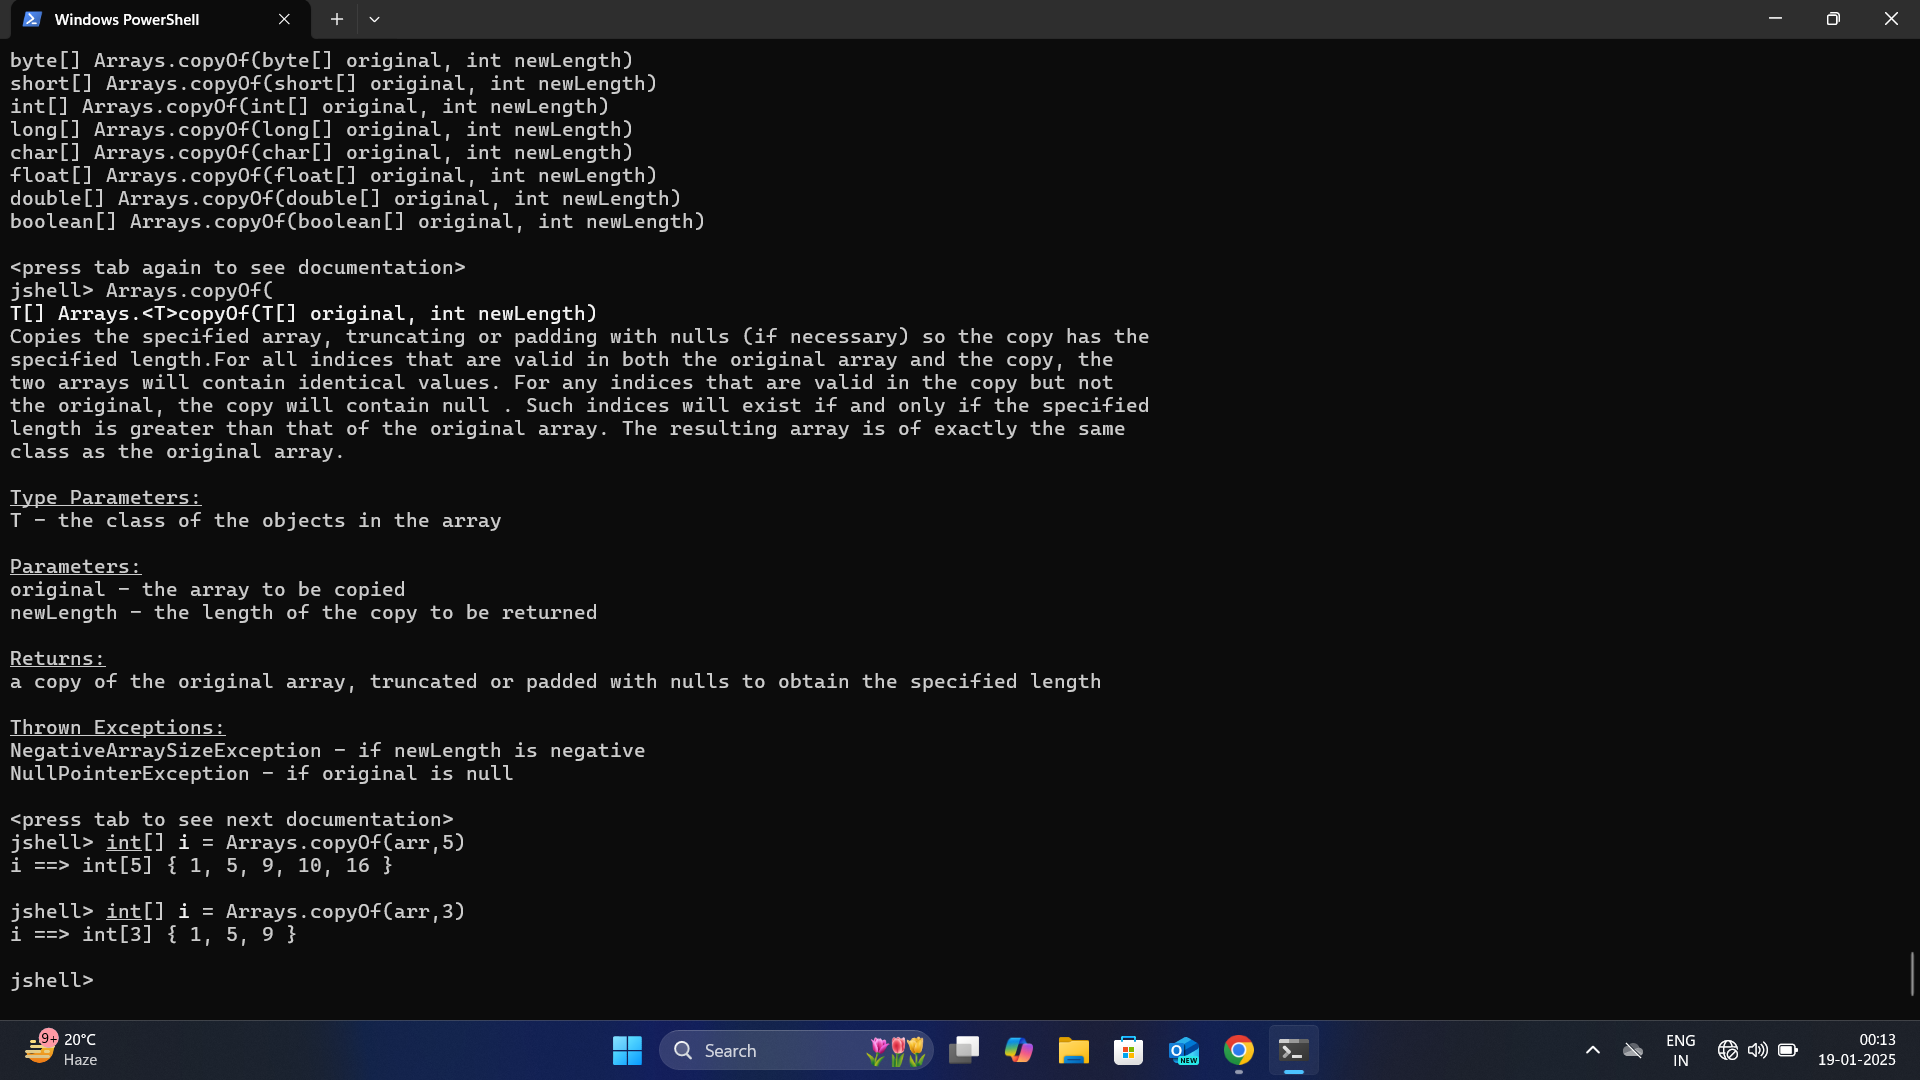 Windows PowerShell
byte[] Arrays.copyOf(byte[] original, int newLength)
short[] Arrays.copyOf(short[] original, int newLength)
int[] Arrays.copyOf(int[] original, int newLength)
long[] Arrays.copyOf(long[] original, int newLength)
char[] Arrays.copyOf(char[] original, int newLength)
float[] Arrays.copyOf(float[] original, int newLength)
double[] Arrays.copyOf(double[] original, int newLength)
boolean[] Arrays.copyOf(boolean[] original, int newLength)
<press tab again to see documentation>
jshell> Arrays.copyOf(
T[] Arrays.<T>copyOf(T[] original, int newLength)
Copies the specified array, truncating or padding with nulls (if necessary) so the copy has the
specified length.For all indices that are valid in both the original array and the copy, the
two arrays will contain identical values. For any indices that are valid in the copy but not
the original, the copy will contain null . Such indices will exist if and only if the specified
length is greater than that of the original array. The resulting array is of exactly the same
class as the original array.
Type Parameters:
T - the class of the objects in the array
Parameters:
original - the array to be copied
newLength - the length of the copy to be returned
Returns:
a copy of the original array, truncated or padded with nulls to obtain the specified length
Thrown Exceptions:
NegativeArraySizeException - if newLength is negative
NullPointerException - if original is null
<press tab to see next documentation>
jshell> int[] i = Arrays.copyOf(arr,5)
i ==> int[5] { 1, 5, 9, 10, 16 }
jshell> int[] i = Arrays.copyOf(arr,3)
i ==> int[3] { 1, 5, 9 }
jshell>
9+
20°C
Haze
Search
NEW
ENG
IN
00:13
19-01-2025